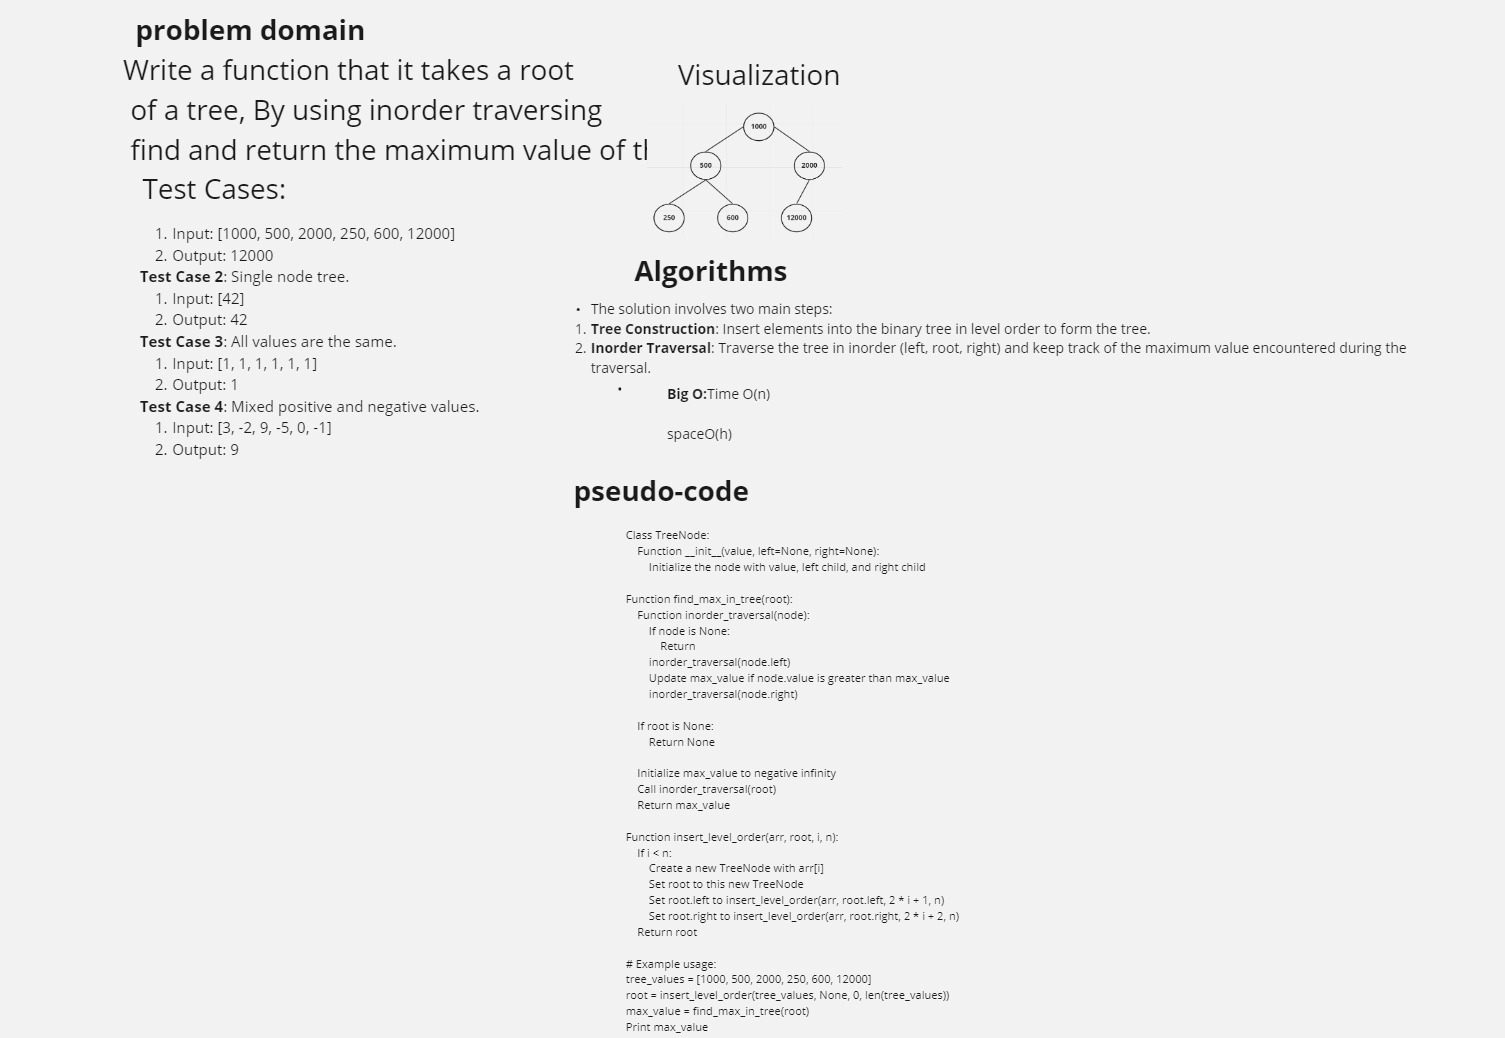 problem domain
Write a function that it takes a root
of a tree, By using inorder traversing
find and return the maximum value of
Test Cases:
1. Input: [1000, 500, 2000, 250, 600, 12000]
2. Output: 12000
Test Case 2: Single node tree.
1. Input: [42]
2. Output: 42
Test Case 3: All values are the same.
1. Input: [1, 1, 1, 1, 1, 1]
2. Output: 1
Test Case 4: Mixed positive and negative values.
1. Input: [3, -2, 9, -5, 0, -1]
2. Output: 9
Visualization
1000
500 2000
250 600 12000
Algorithms
• The solution involves two main steps:
1. Tree Construction: Insert elements into the binary tree in level order to form the tree.
2. Inorder Traversal: Traverse the tree in inorder (left, root, right) and keep track of the maximum value encountered during the
traversal.
• Big O:Time O(n)
spaceO(h)
pseudo-code
Class TreeNode:
Function __init__(value, left=None, right=None):
Initialize the node with value, left child, and right child
Function find_max_in_tree(root):
Function inorder_traversal(node):
If node is None:
Return
inorder_traversal(node.left)
Update max_value if node.value is greater than max_value
inorder_traversal(node.right)
If root is None:
Return None
Initialize max_value to negative infinity
Call inorder_traversal(root)
Return max_value
Function insert_level_order(arr, root, i, n):
If i < n:
Create a new TreeNode with arr[i]
Set root to this new TreeNode
Set root.left to insert_level_order(arr, root.left, 2 * i + 1, n)
Set root.right to insert_level_order(arr, root.right, 2 * i + 2, n)
Return root
# Example usage:
tree_values = [1000, 500, 2000, 250, 600, 12000]
root = insert_level_order(tree_values, None, 0, len(tree_values))
max_value = find_max_in_tree(root)
Print max_value